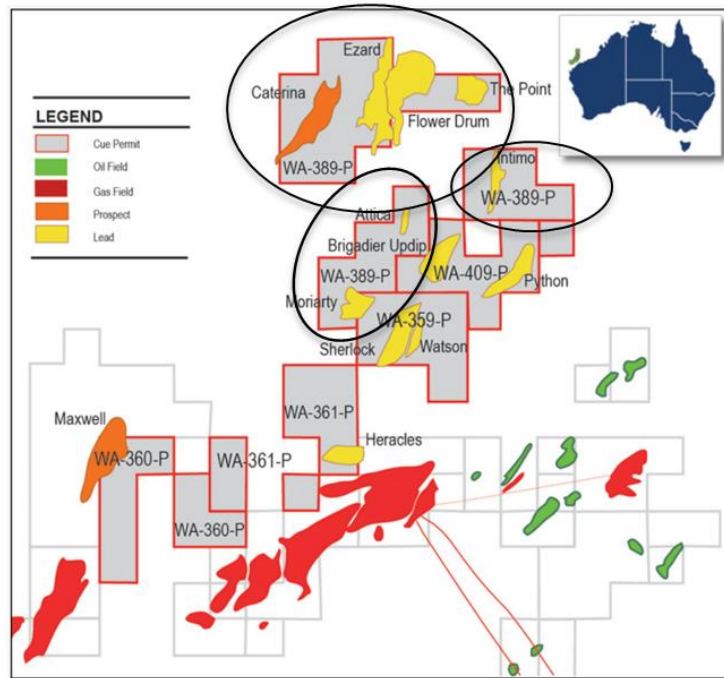 LEGEND
Cue Permit
Oil Field
Gas Field
Prospect
Lead
Ezard
Caterina
The Point
Flower Drum
WA-389-P
Intimo
WA-389-P
Attica
Brigadier Updip
WA-409-P
WA-389-P
Python
Moriarty
WA-359-P
Sherlock
Watson
WA-361-P
Maxwell
Heracles
WA-360-P
WA-361-P
WA-360-P